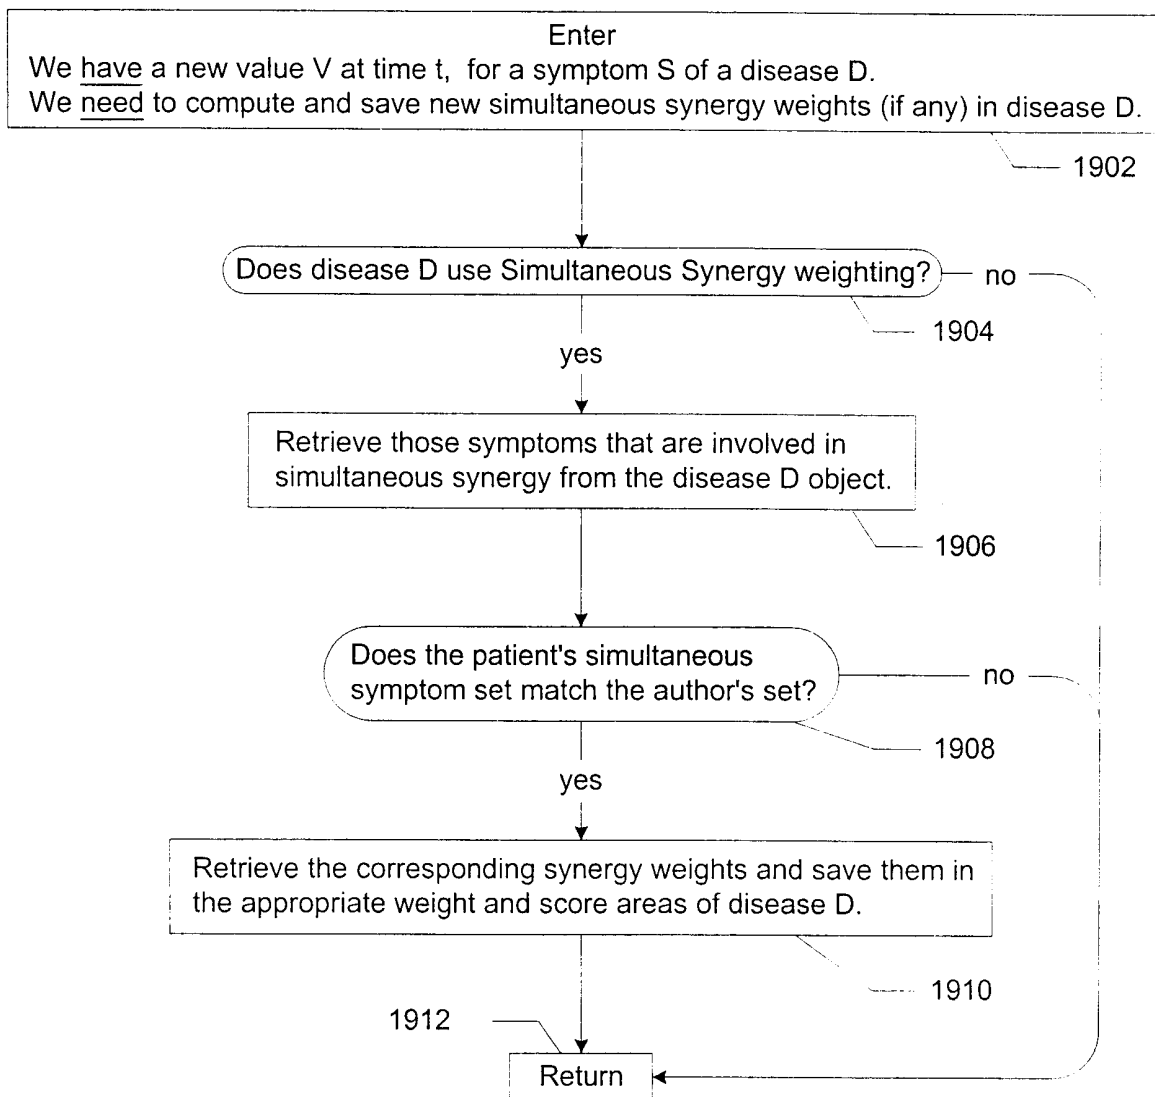 Enter
We have a new value V at time t, for a symptom S of a disease D.
We need to compute and save new simultaneous synergy weights (if any) in disease D.
1902
Does disease D use Simultaneous Synergy weighting?
no
1904
yes
Retrieve those symptoms that are involved in
simultaneous synergy from the disease D object.
1906
Does the patient's simultaneous
symptom set match the author's set?
no
1908
yes
Retrieve the corresponding synergy weights and save them in
the appropriate weight and score areas of disease D.
1910
1912
Return